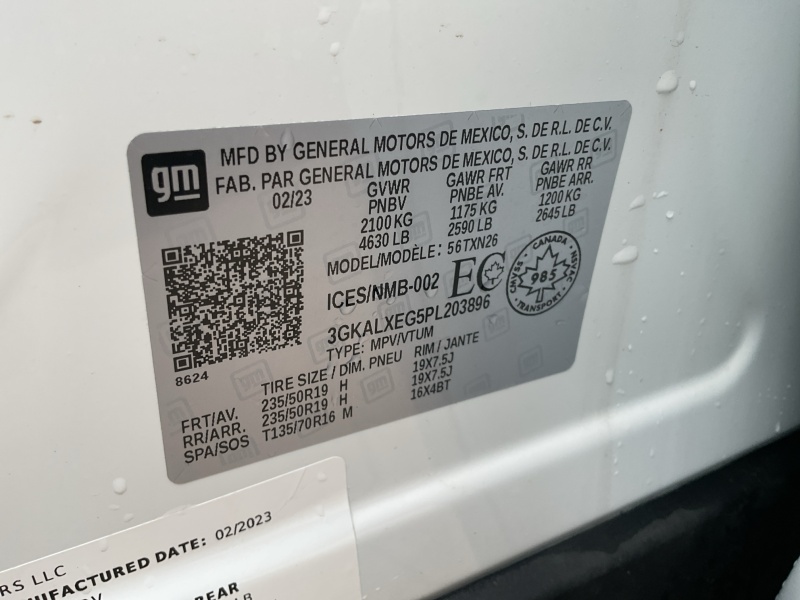 gm
MFD BY GENERAL MOTORS DE MEXICO, S. DE R.L. DE C.V.
FAB. PAR GENERAL MOTORS DE MEXICO, S. DE R.L. DE C.V.
02/23 GVWR GAWR FRT GAWR RR
PNBV PNBE AV. PNBE ARR.
2100 KG 1175 KG 1200 KG
4630 LB 2590 LB 2645 LB
MODEL/MODÈLE: 56TXN26
ICES/NMB-002 EC
CANADA
985
TRANSPORT
3GKALXEG5PL203896
TYPE: MPV/VTUM
8624
TIRE SIZE / DIM. PNEU RIM / JANTE
FRT/AV. 235/50R19 H 19X7.5J
RR/ARR. 235/50R19 H 19X7.5J
SPA/SOS T135/70R16 M 16X4BT
RS LLC
UFACTURED DATE: 02/2023
REAR